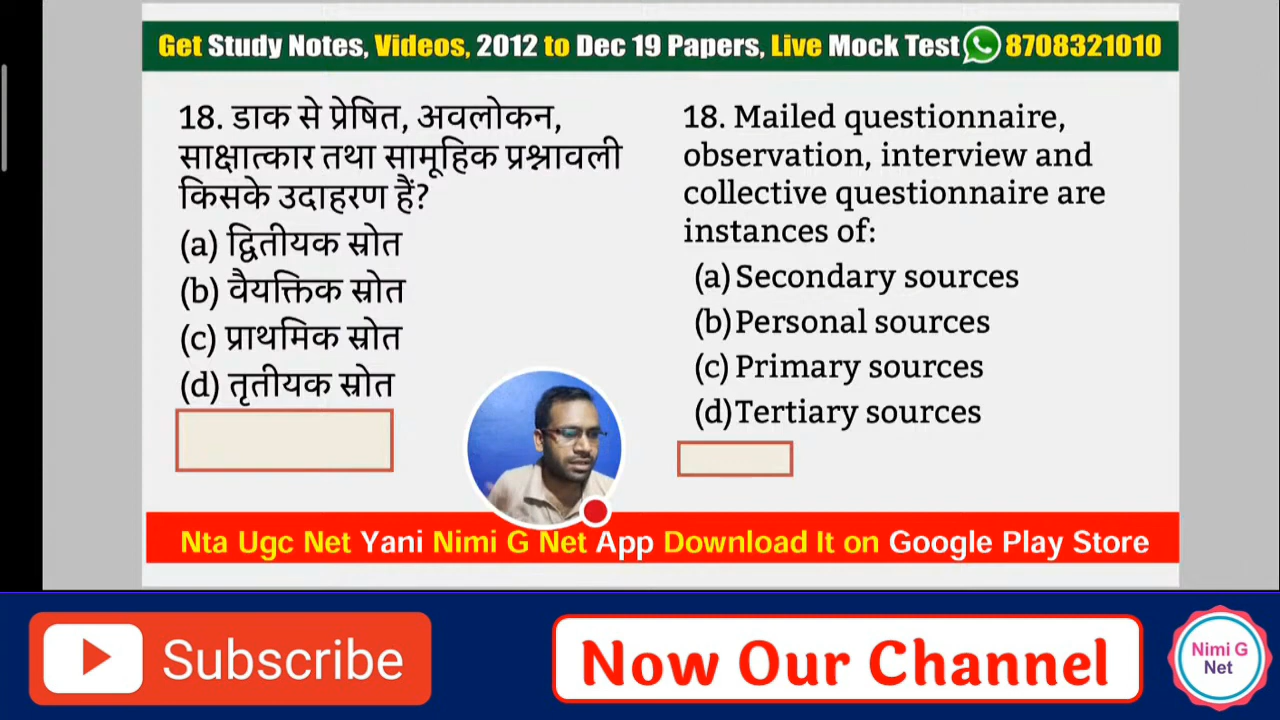 Get Study Notes, Videos, 2012 to Dec 19 Papers, Live Mock Test 8708321010
18. डाक से प्रेषित, अवलोकन,
साक्षात्कार तथा सामूहिक प्रश्नावली
किसके उदाहरण हैं?
(a) द्वितीयक स्रोत
(b) वैयक्तिक स्रोत
(c) प्राथमिक स्रोत
(d) तृतीयक स्रोत
18. Mailed questionnaire,
observation, interview and
collective questionnaire are
instances of:
(a) Secondary sources
(b) Personal sources
(c) Primary sources
(d) Tertiary sources
Nta Ugc Net Yani Nimi G Net App Download It on Google Play Store
Subscribe
Now Our Channel
Nimi G
Net